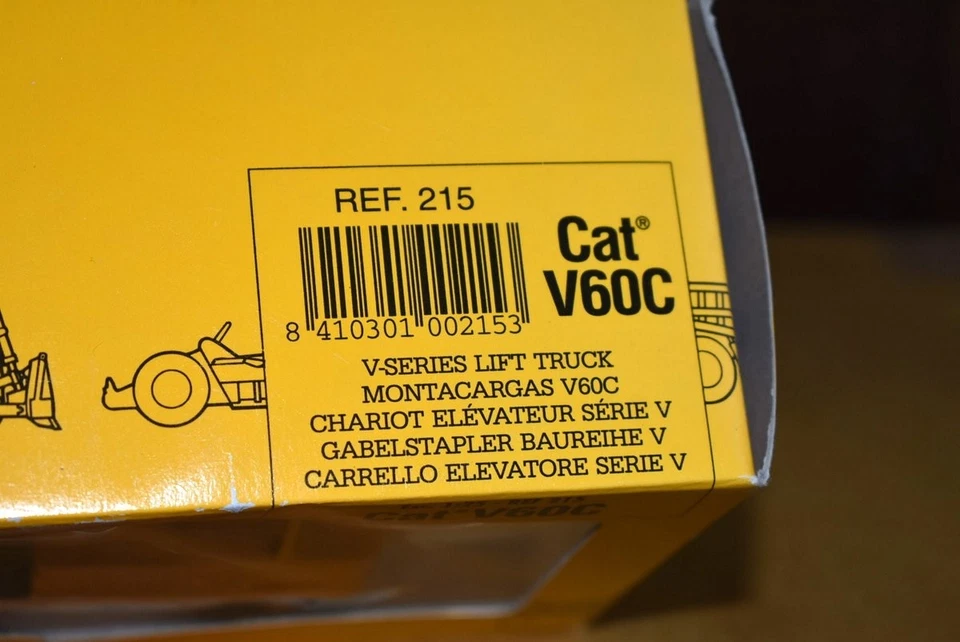 REF. 215
Cat®
V60C
8 410301 002153
V-SERIES LIFT TRUCK
MONTACARGAS V60C
CHARIOT ELÉVATEUR SÉRIE V
GABELSTAPLER BAUREIHE V
CARRELLO ELEVATORE SERIE V
Cat V60C